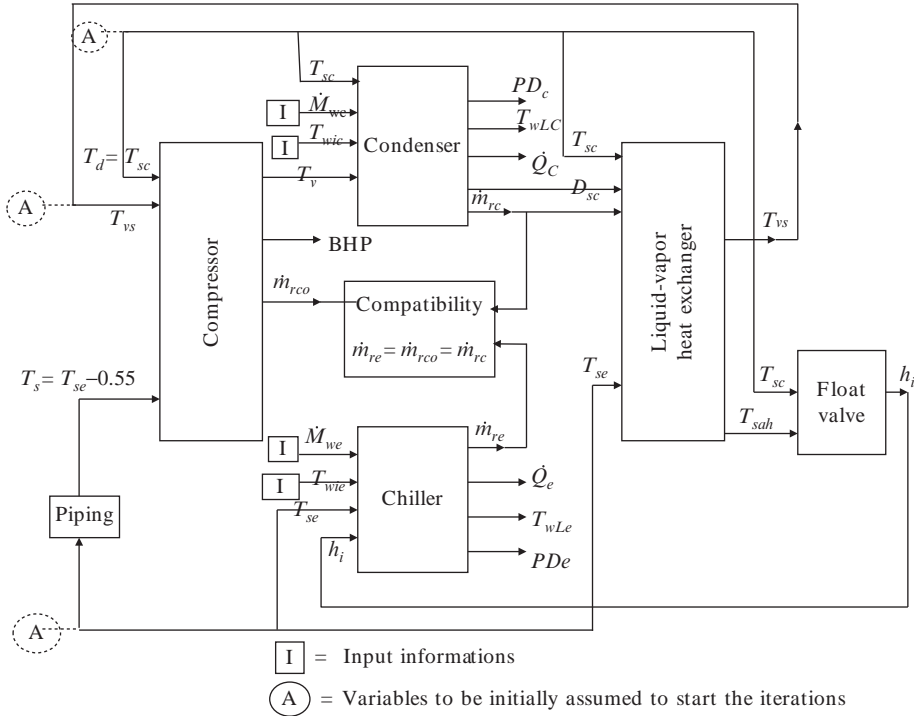 A
T_sc
Ṁ_we
I
T_wic
I
T_v
Condenser
PD_c
T_wLC
Q̇_C
D_sc
ṁ_rc
T_sc
T_d = T_sc
A
T_vs
BHP
ṁ_rco
Compressor
Compatibility
ṁ_re = ṁ_rco = ṁ_rc
Liquid-vapor
heat exchanger
T_vs
T_s = T_se–0.55
T_se
T_sc
Float
valve
h_i
T_sah
Ṁ_we
I
T_wie
I
T_se
h_i
Chiller
ṁ_re
Q̇_e
T_wLe
PDe
Piping
A
I = Input informations
A = Variables to be initially assumed to start the iterations